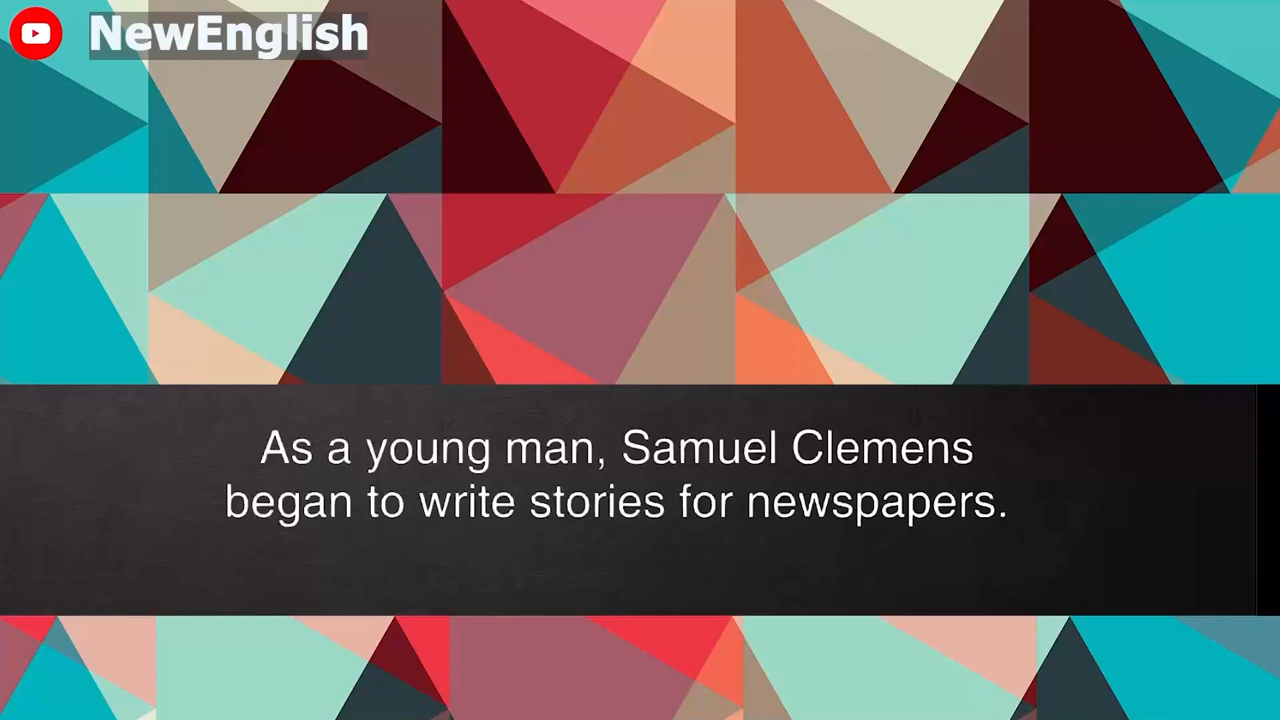 NewEnglish
As a young man, Samuel Clemens
began to write stories for newspapers.